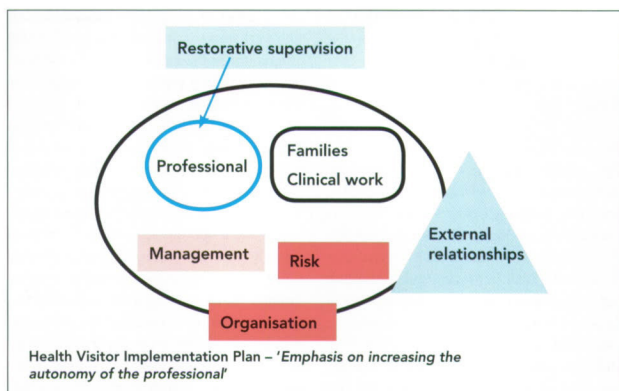 Restorative supervision
Professional
Families
Clinical work
Management
Risk
External
relationships
Organisation
Health Visitor Implementation Plan – 'Emphasis on increasing the
autonomy of the professional'